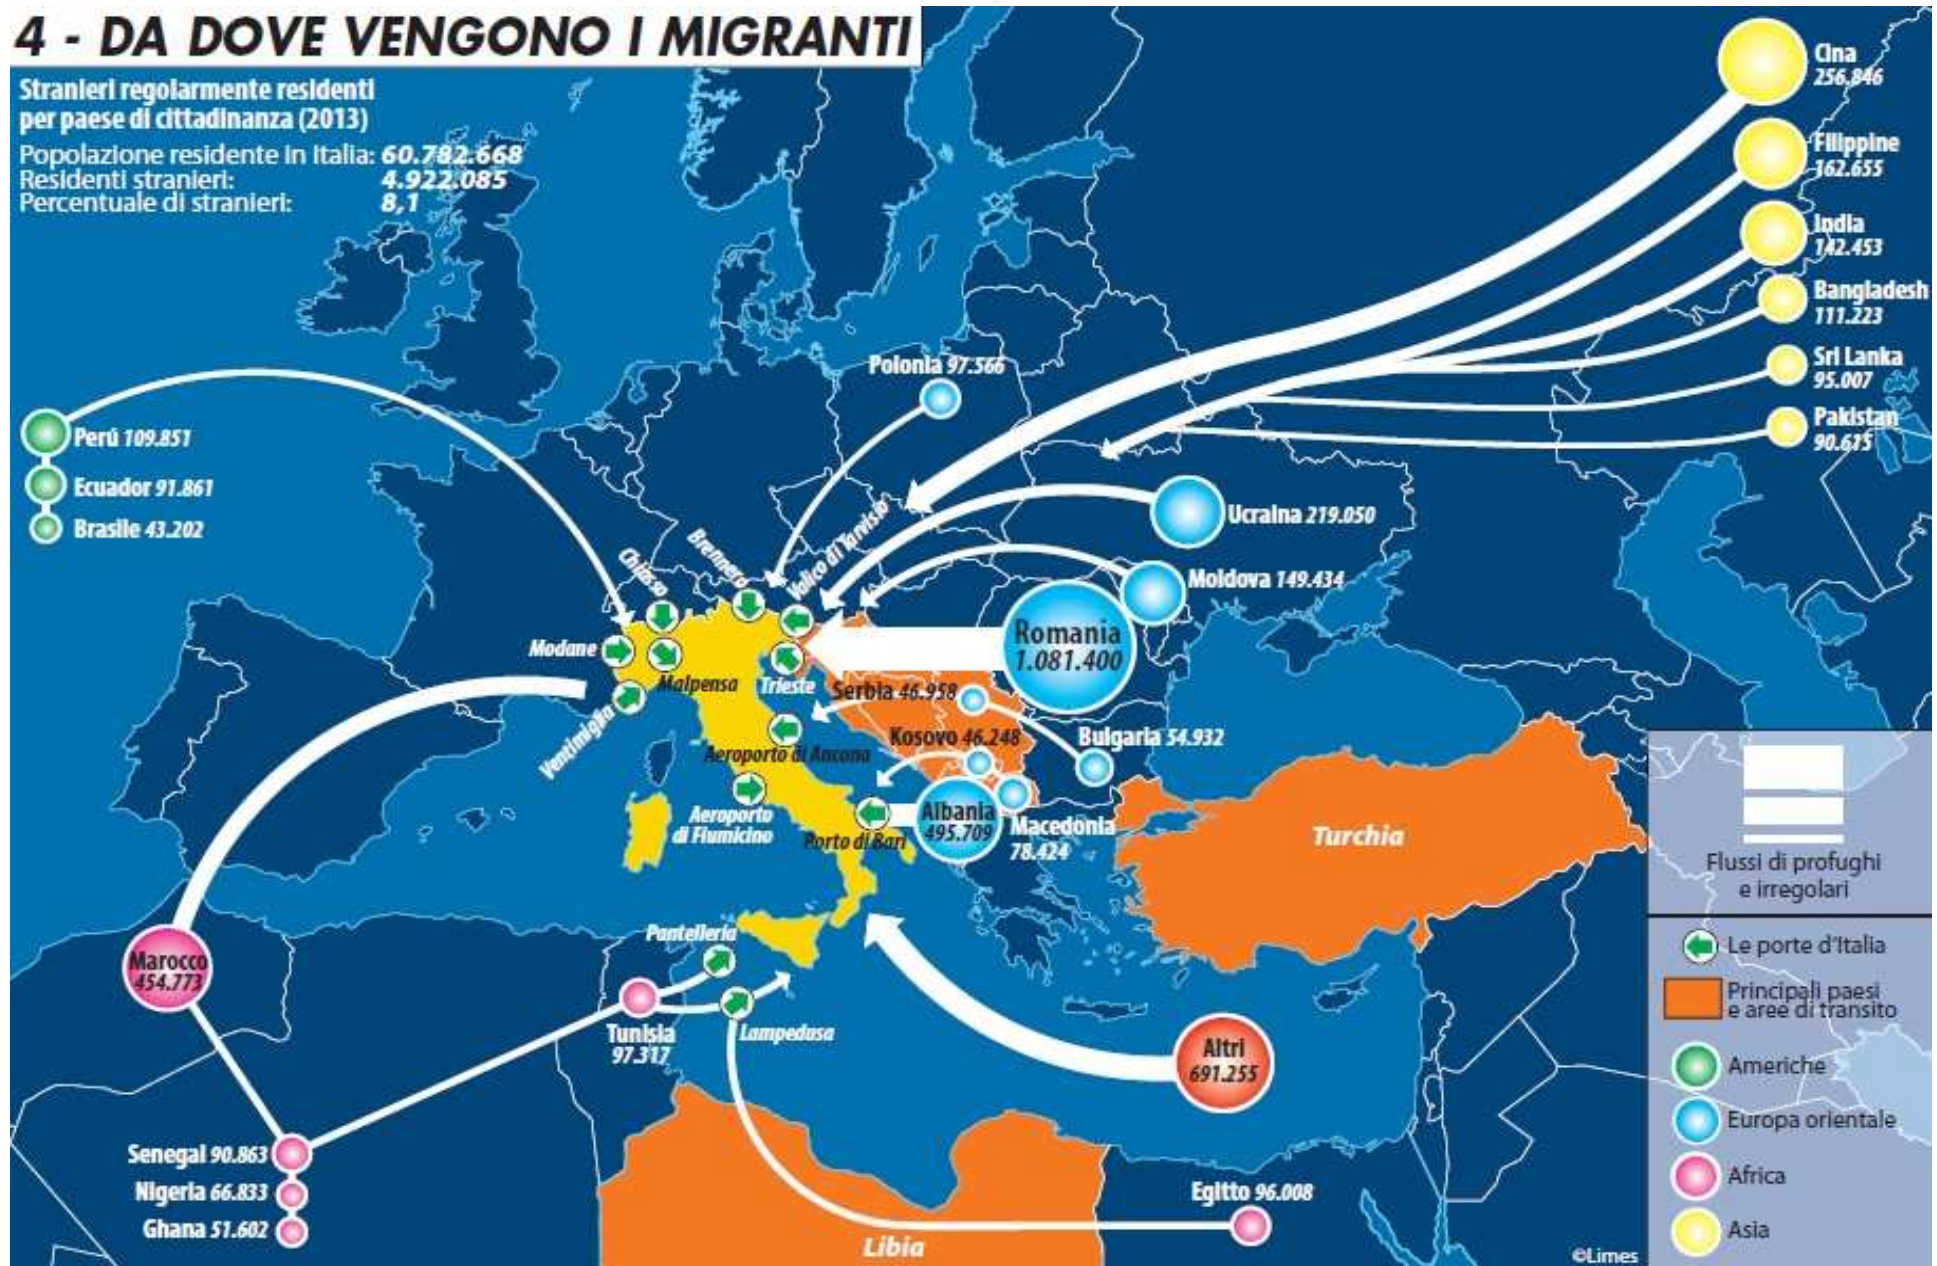 4 - DA DOVE VENGONO I MIGRANTI
Stranieri regolarmente residenti
per paese di cittadinanza (2013)
Popolazione residente in Italia: 60.782.668
Residenti stranieri: 4.922.085
Percentuale di stranieri: 8,1
Cina
256.846
Filippine
162.655
India
142.453
Bangladesh
111.223
Sri Lanka
95.007
Pakistan
90.615
Polonia 97.566
Perú 109.851
Ecuador 91.861
Brasile 43.202
Ucraina 219.050
Moldova 149.434
Romania
1.081.400
Chiasso
Brennero
Valico di Tarvisio
Modane
Malpensa
Trieste
Ventimiglia
Serbia 46.958
Kosovo 46.248
Bulgaria 54.932
Aeroporto di Ancona
Aeroporto
di Fiumicino
Porto di Bari
Albania
495.709
Macedonia
78.424
Turchia
Marocco
454.773
Pantelleria
Tunisia
97.317
Lampedusa
Altri
691.255
Senegal 90.863
Nigeria 66.833
Ghana 51.602
Egitto 96.008
Libia
Flussi di profughi
e irregolari
Le porte d'Italia
Principali paesi
e aree di transito
Americhe
Europa orientale
Africa
Asia
©Limes